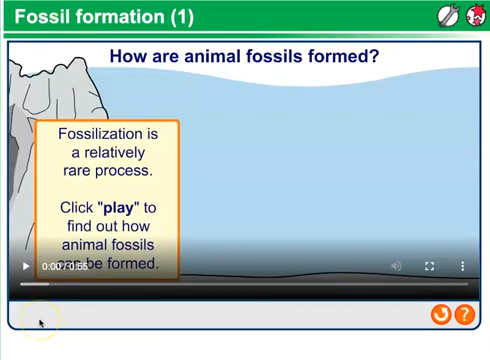 Fossil formation (1)
How are animal fossils formed?
Fossilization is
a relatively
rare process.
Click "play" to
find out how
animal fossils
can be formed.
0:00 / 0:55
?